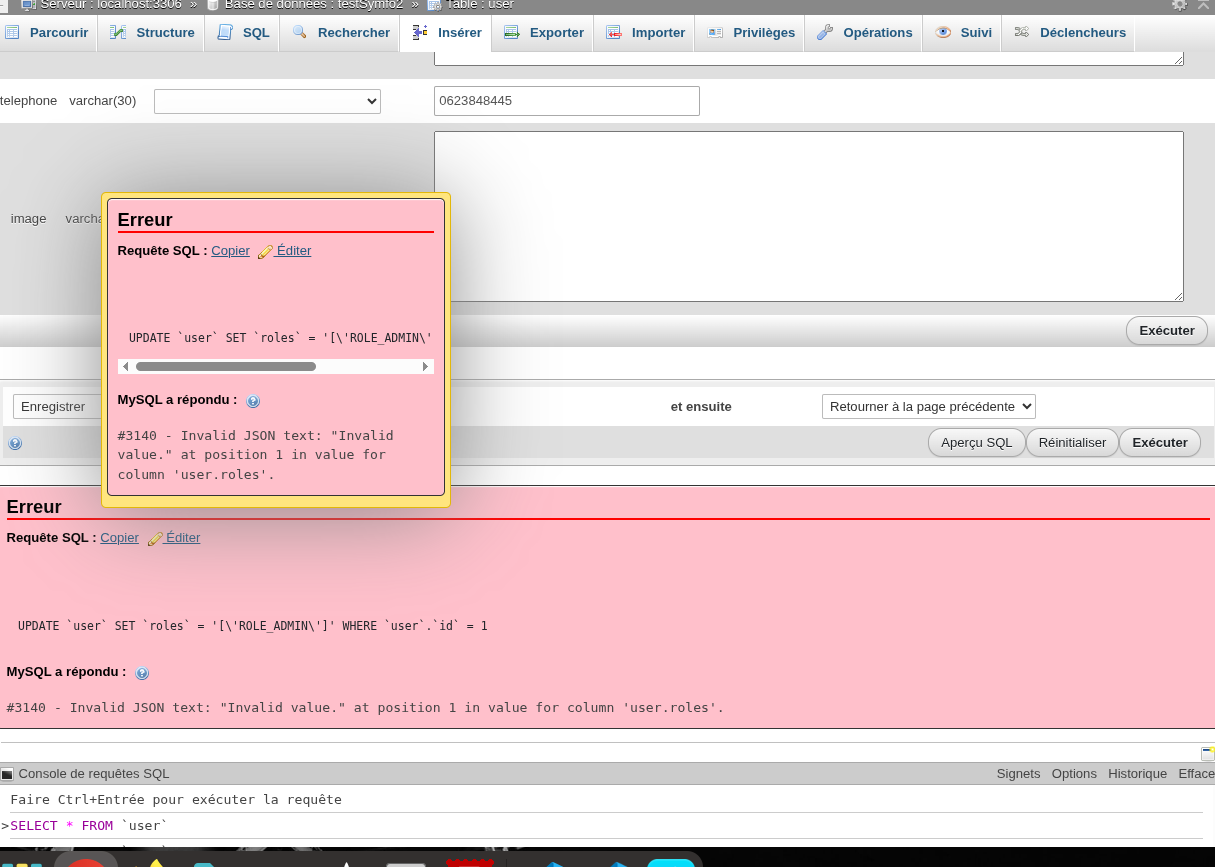 Serveur : localhost:3306 » Base de données : testSymfo2 » Table : user
Parcourir Structure SQL Rechercher Insérer Exporter Importer Privilèges Opérations Suivi Déclencheurs
telephone varchar(30) 0623848445
image varcha
Erreur
Requête SQL : Copier Éditer
UPDATE `user` SET `roles` = '[\'ROLE_ADMIN\'
MySQL a répondu :
#3140 - Invalid JSON text: "Invalid
value." at position 1 in value for
column 'user.roles'.
Exécuter
Enregistrer et ensuite Retourner à la page précédente
Aperçu SQL Réinitialiser Exécuter
Erreur
Requête SQL : Copier Éditer
UPDATE `user` SET `roles` = '[\'ROLE_ADMIN\']' WHERE `user`.`id` = 1
MySQL a répondu :
#3140 - Invalid JSON text: "Invalid value." at position 1 in value for column 'user.roles'.
Console de requêtes SQL Signets Options Historique Efface
Faire Ctrl+Entrée pour exécuter la requête
>SELECT * FROM `user`